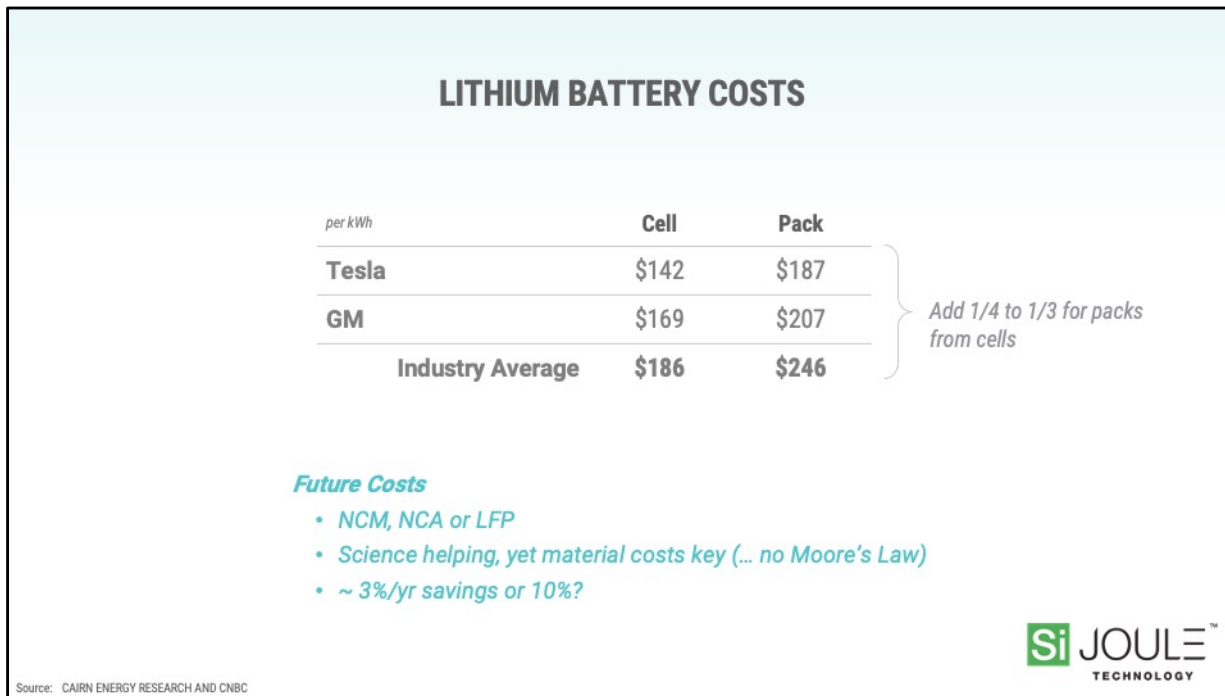 LITHIUM BATTERY COSTS
per kWh Cell Pack
Tesla $142 $187
GM $169 $207
Industry Average $186 $246
Add 1/4 to 1/3 for packs
from cells
Future Costs
• NCM, NCA or LFP
• Science helping, yet material costs key (... no Moore's Law)
• ~ 3%/yr savings or 10%?
Si JOULE™
TECHNOLOGY
Source: CAIRN ENERGY RESEARCH AND CNBC